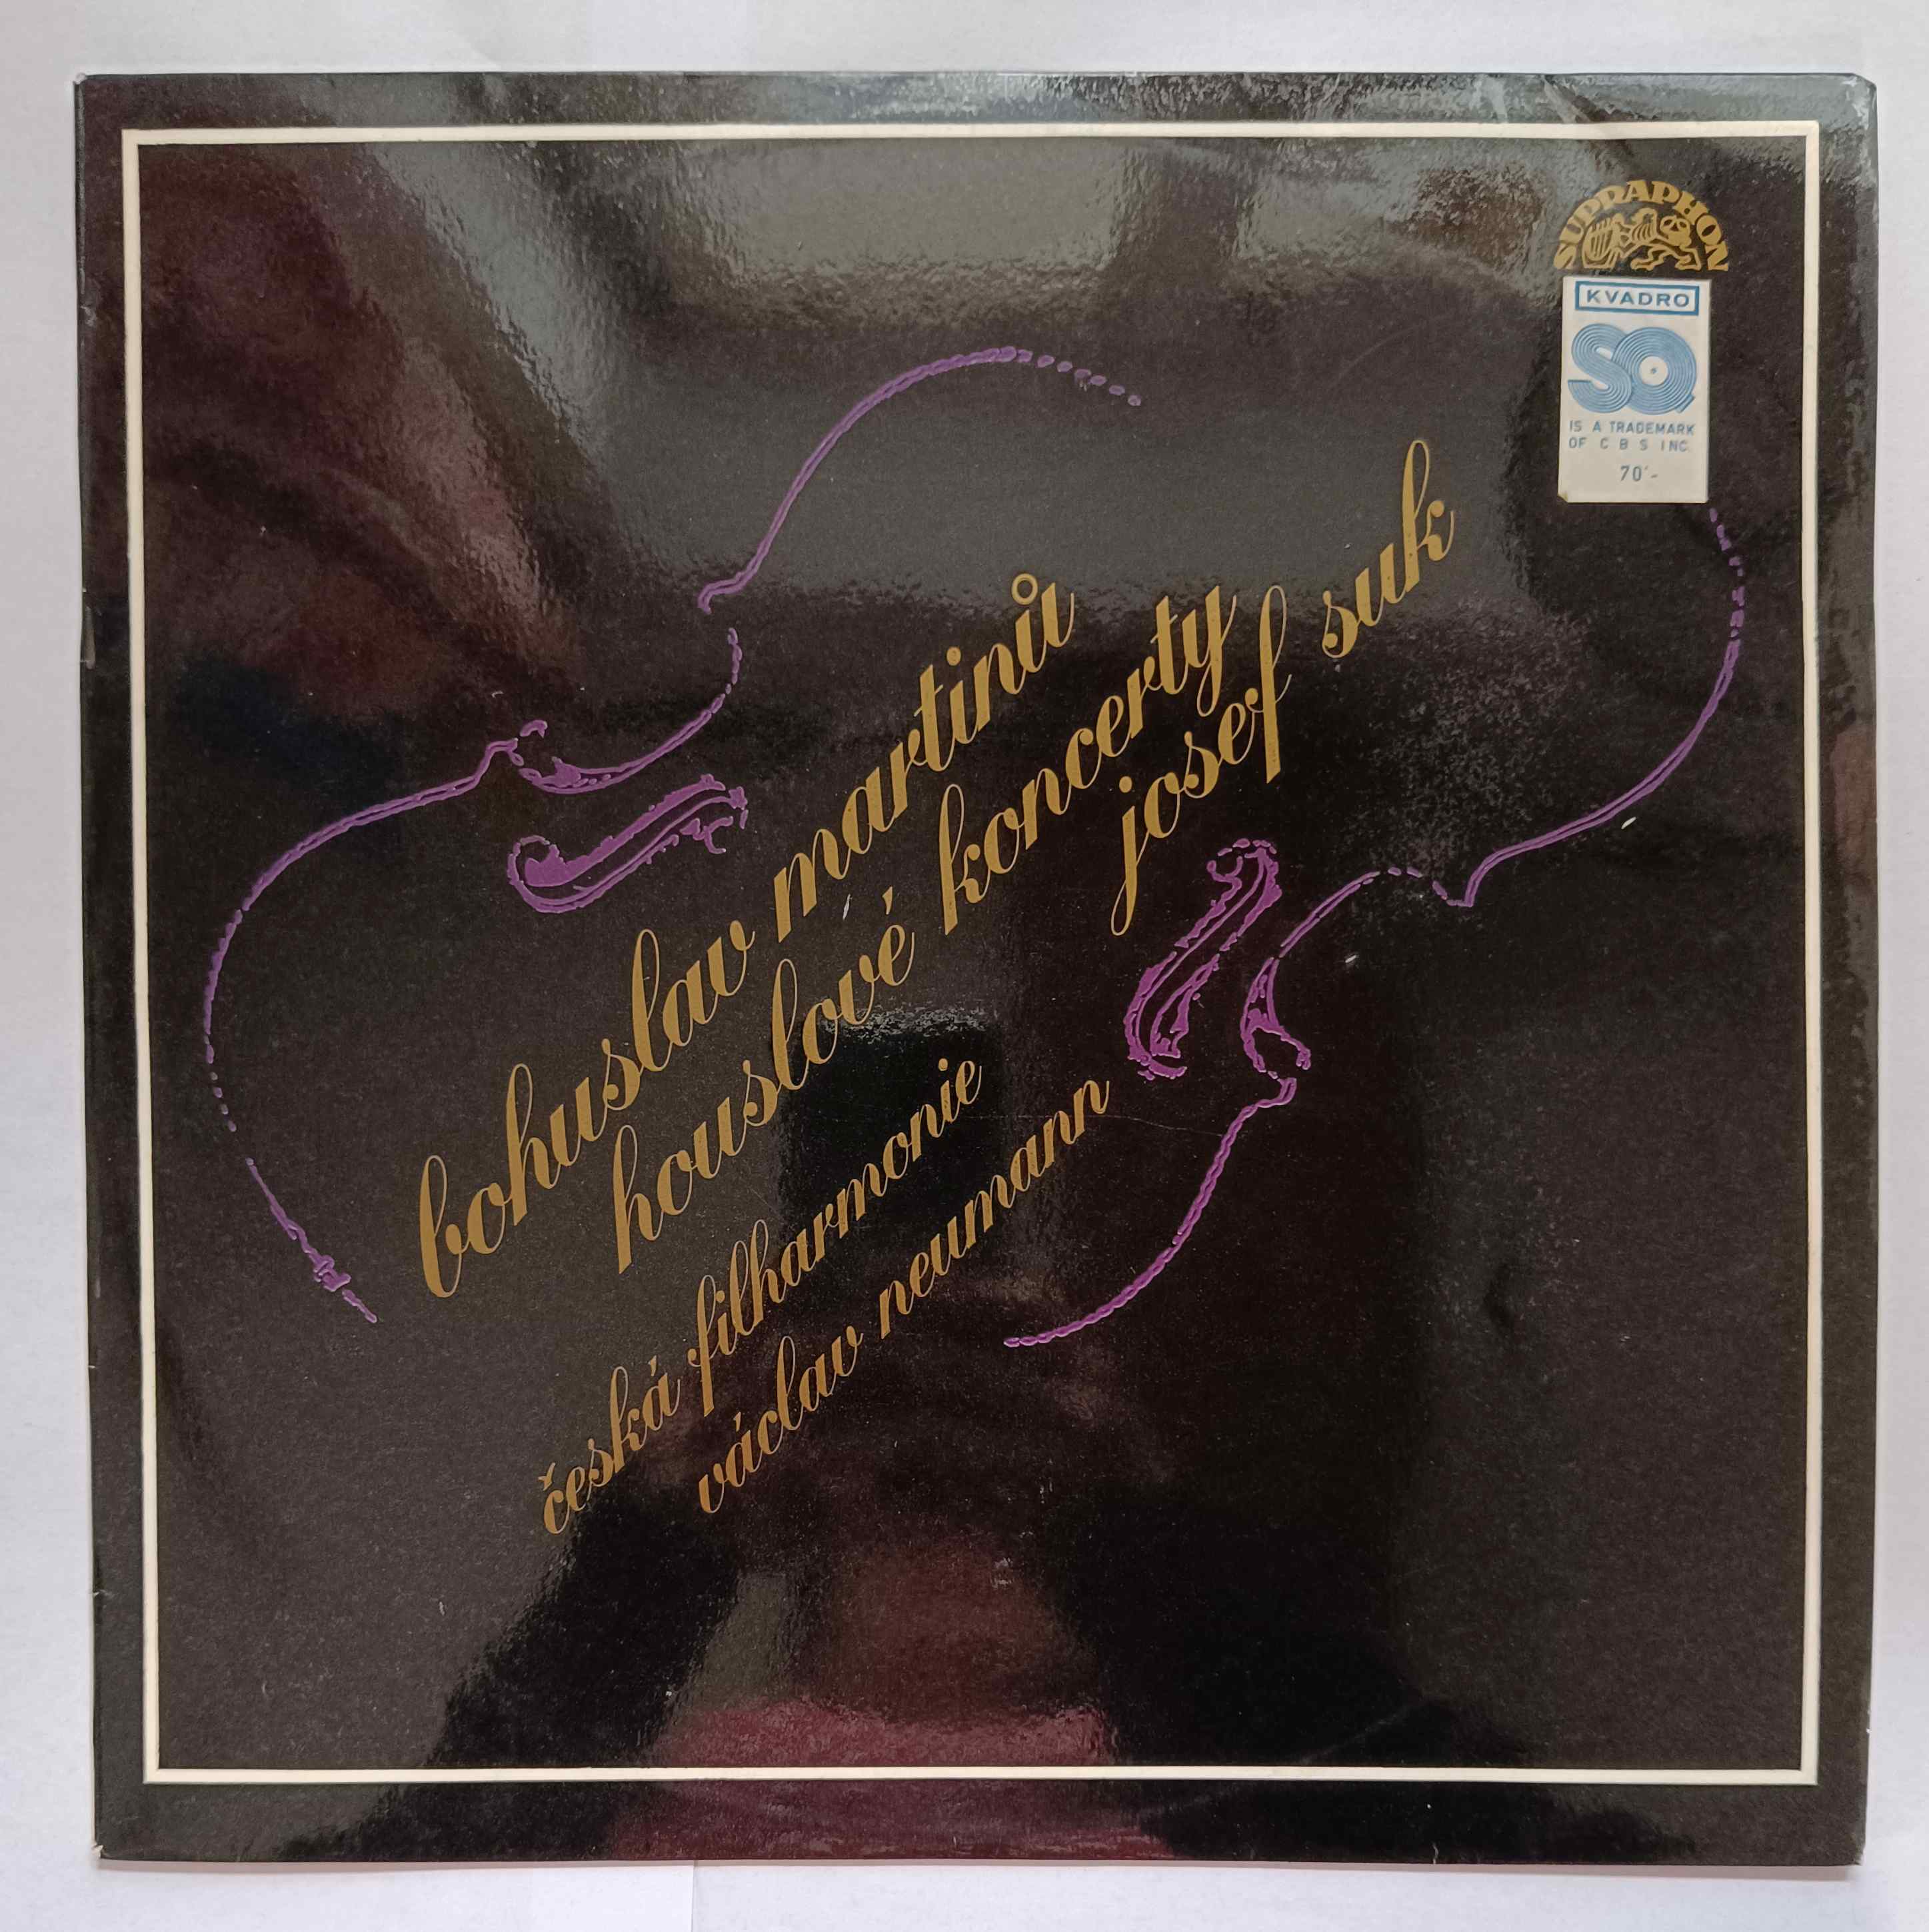 SUPRAPHON
KVADRO
SQ
IS A TRADEMARK
OF C B S INC.
70'-
bohuslav martinů
houslové koncerty
josef suk
česká filharmonie
václav neumann